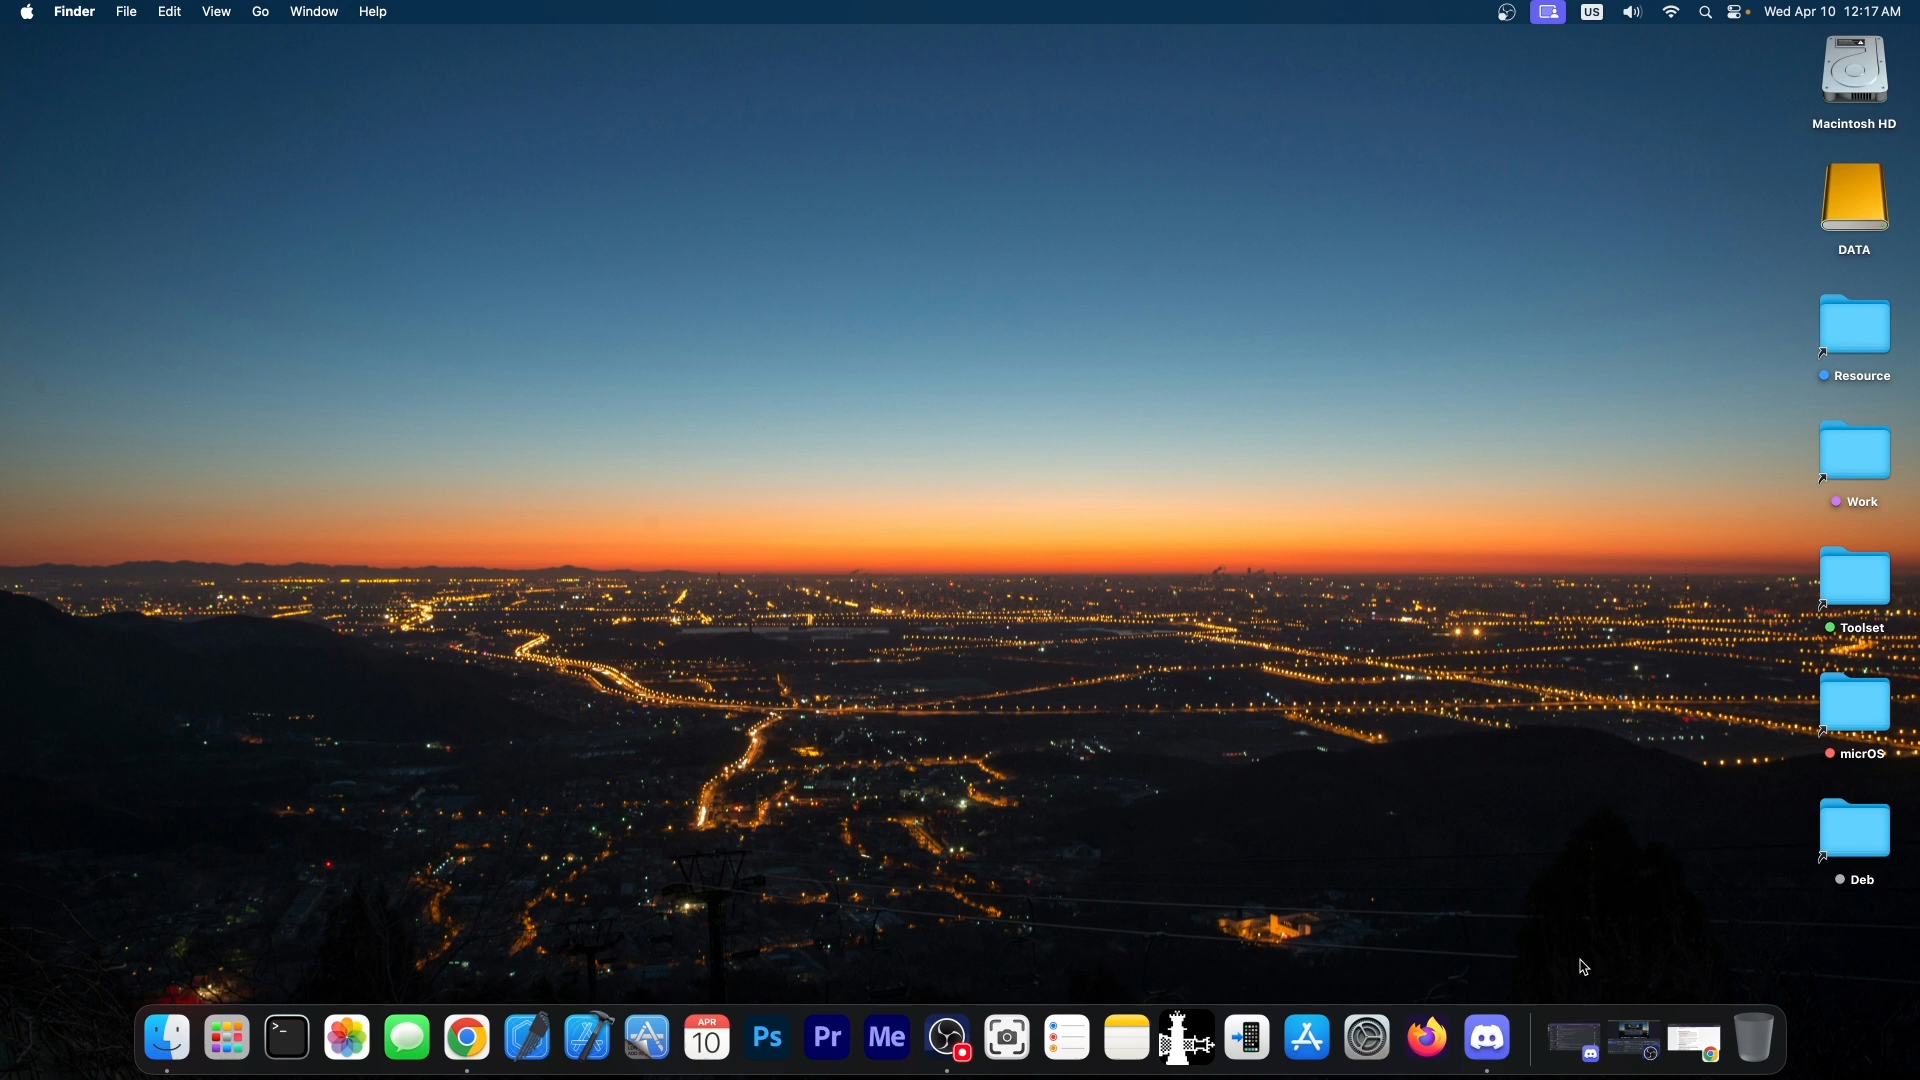 Finder File Edit View Go Window Help US Wed Apr 10 12:17 AM
Macintosh HD
DATA
Resource
Work
Toolset
micrOS
Deb
>_
APR
10
Ps
Pr
Me